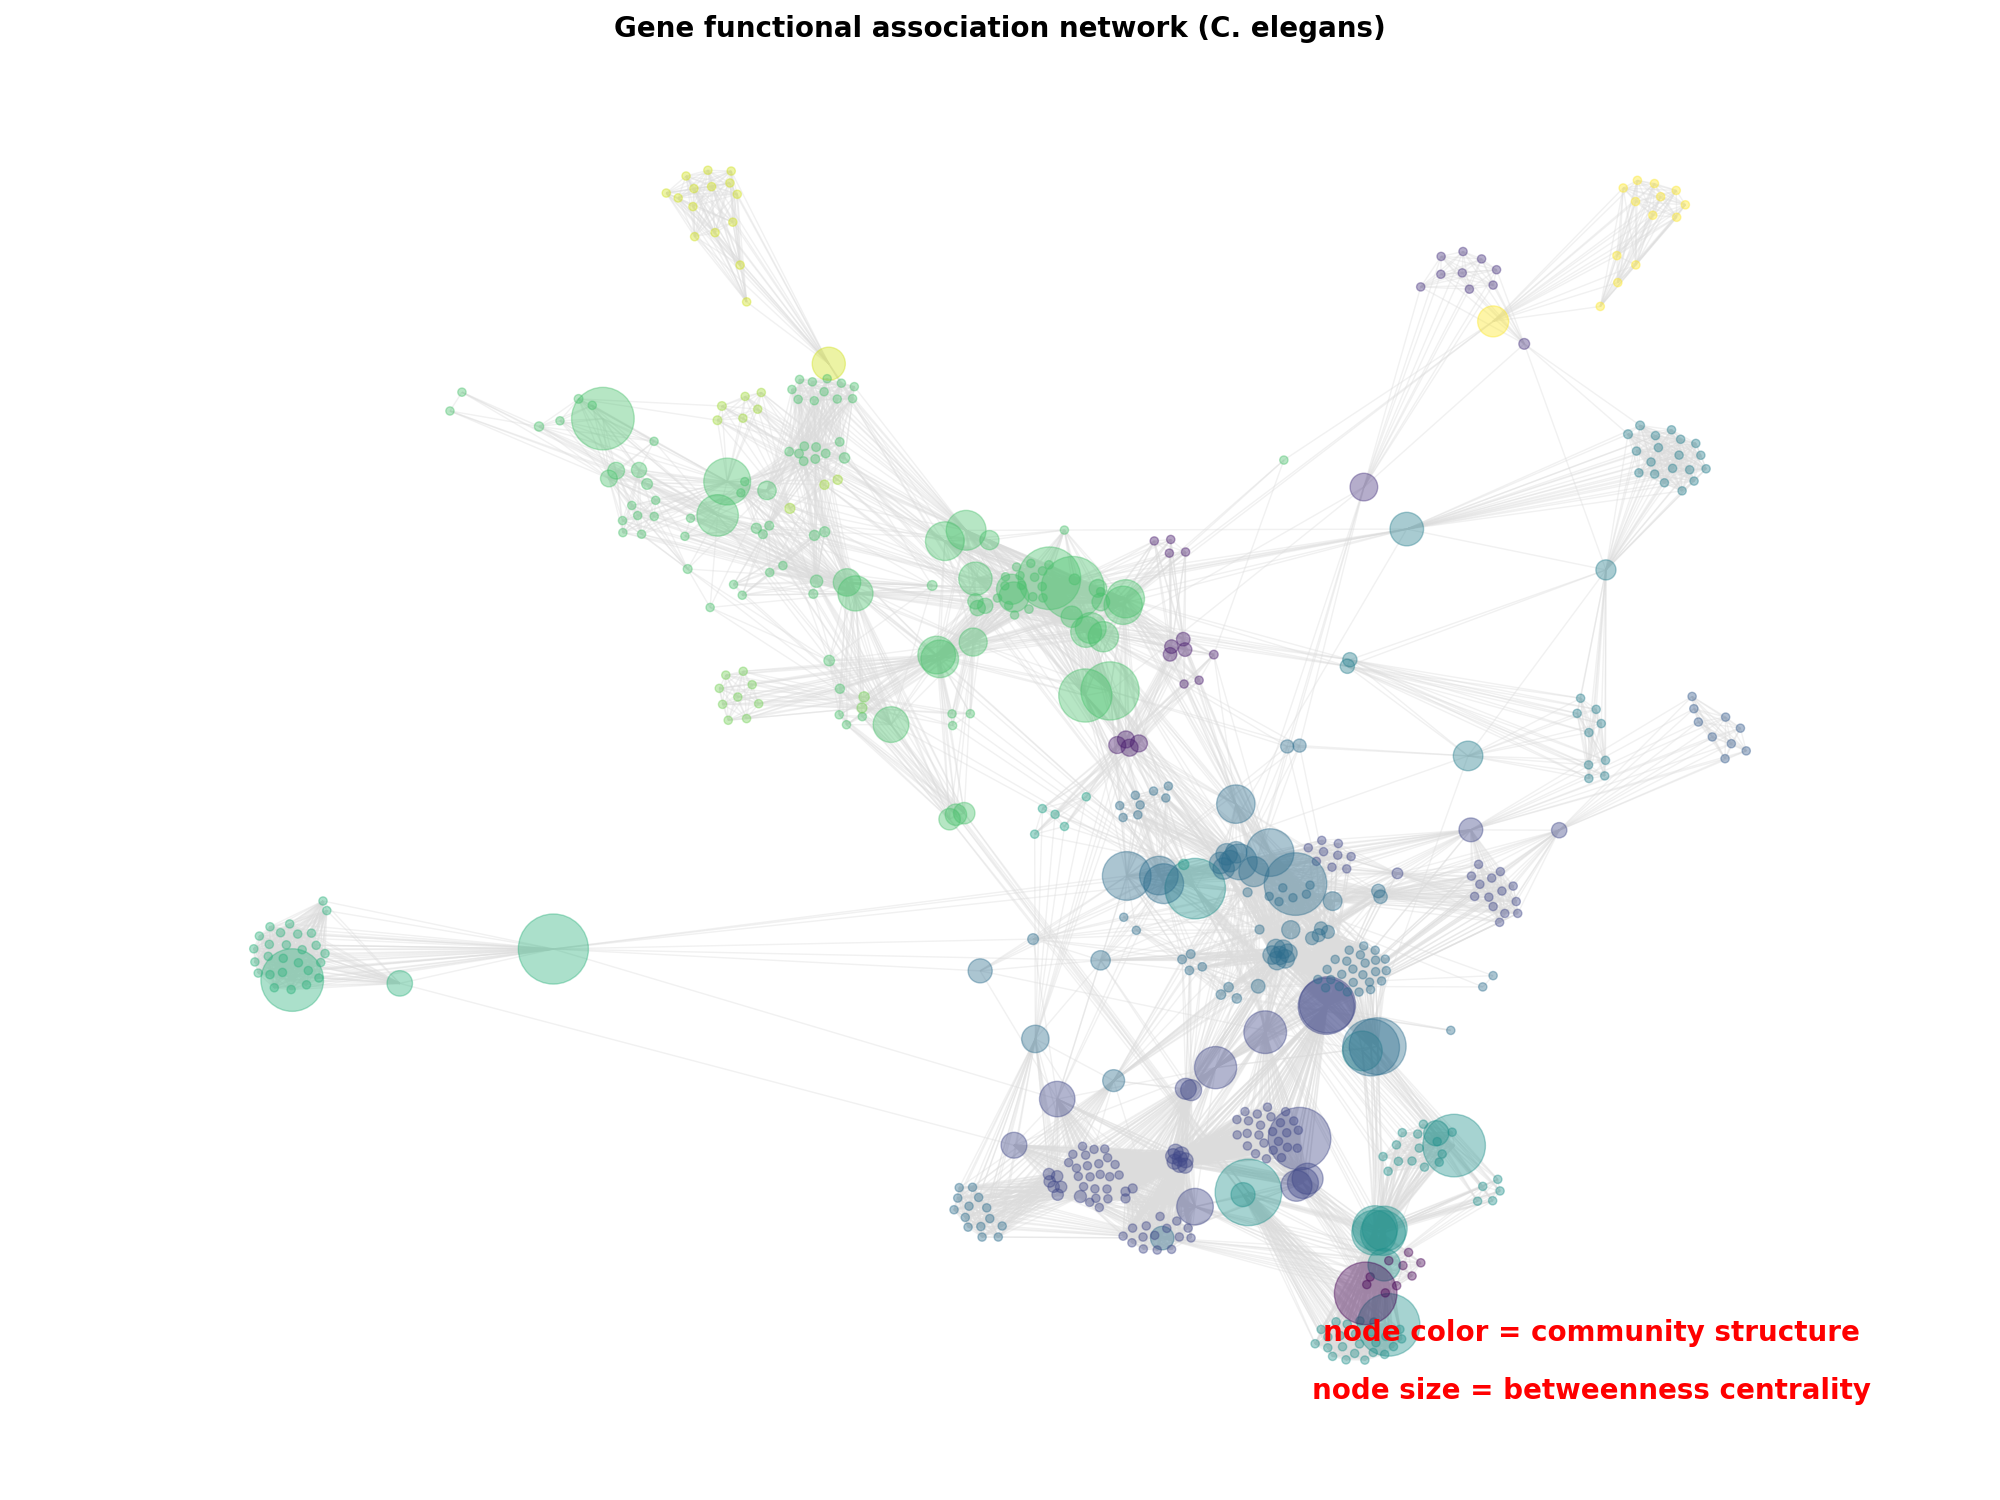 Gene functional association network (C. elegans)
node color = community structure
node size = betweenness centrality